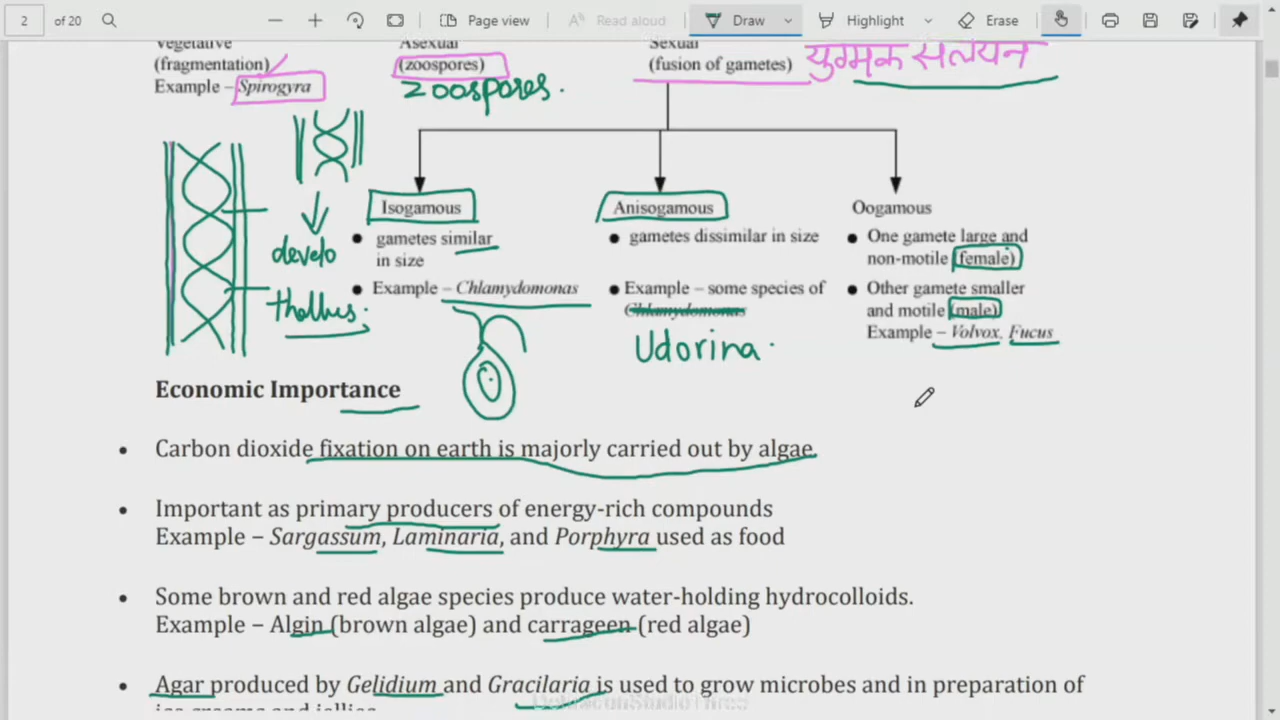 2 of 20 Page view Read aloud Draw Highlight Erase
Vegetative Asexual Sexual
(fragmentation) (zoospores) (fusion of gametes) युग्मक
Example – Spirogyra zoospores.
Isogamous Anisogamous Oogamous
● gametes similar ● gametes dissimilar in size ● One gamete large and
in size non-motile (female)
develo
● Example – Chlamydomonas ● Example – some species of ● Other gamete smaller
Chlamydomonas and motile (male)
thallus. Example – Volvox, Fucus
Udorina.
Economic Importance
• Carbon dioxide fixation on earth is majorly carried out by algae.
• Important as primary producers of energy-rich compounds
Example – Sargassum, Laminaria, and Porphyra used as food
• Some brown and red algae species produce water-holding hydrocolloids.
Example – Algin (brown algae) and carrageen (red algae)
• Agar produced by Gelidium and Gracilaria is used to grow microbes and in preparation of
ice-creams and jellies